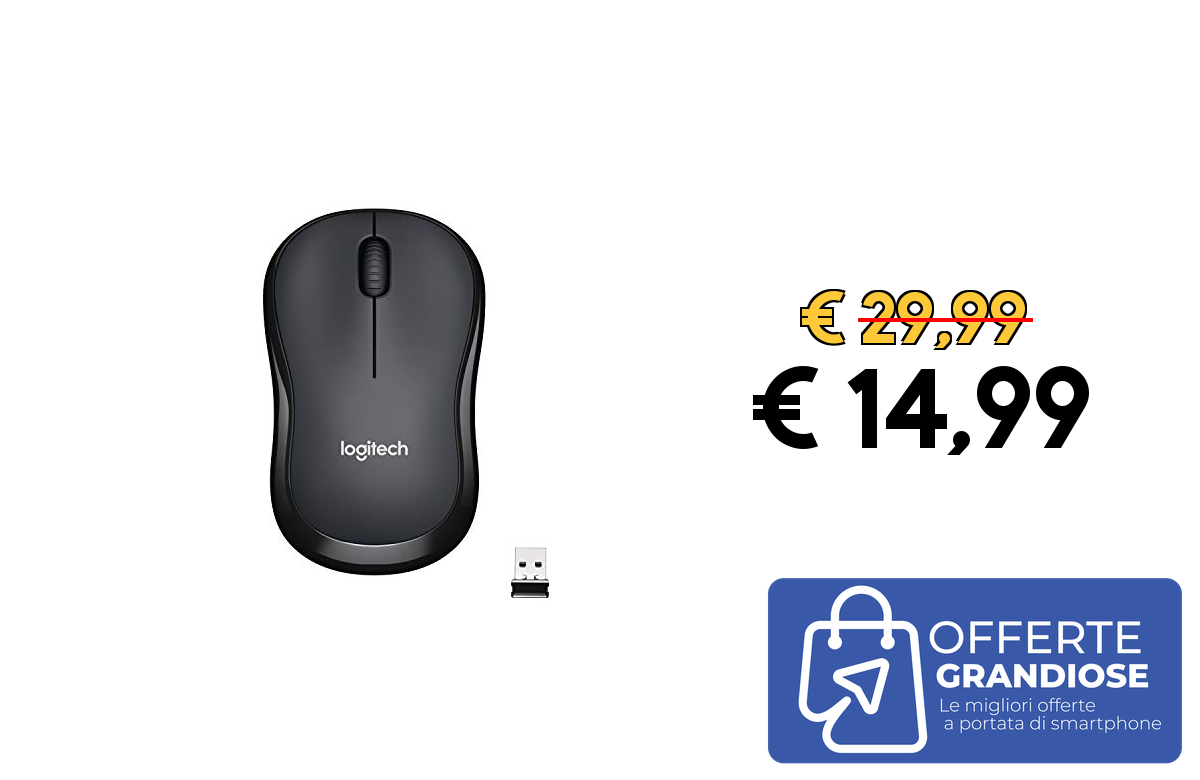 logitech
€ 29,99
€ 14,99
OFFERTE
GRANDIOSE
Le migliori offerte
a portata di smartphone